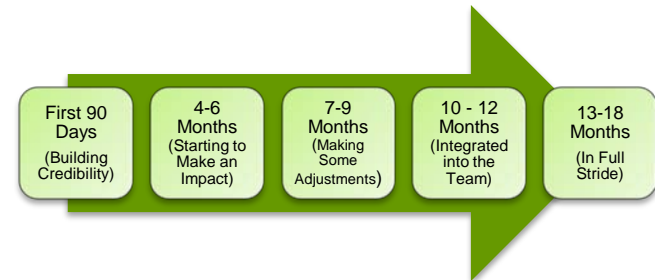 First 90
Days
(Building
Credibility)
4-6
Months
(Starting to
Make an
Impact)
7-9
Months
(Making
Some
Adjustments)
10 - 12
Months
(Integrated
into the
Team)
13-18
Months
(In Full
Stride)